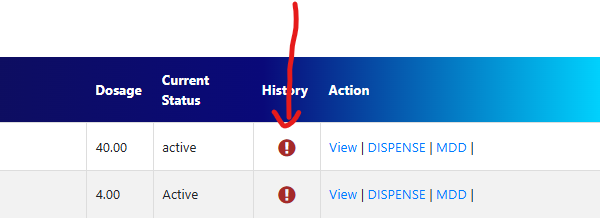 Dosage Current Status History Action
40.00 active ! View | DISPENSE | MDD |
4.00 Active ! View | DISPENSE | MDD |